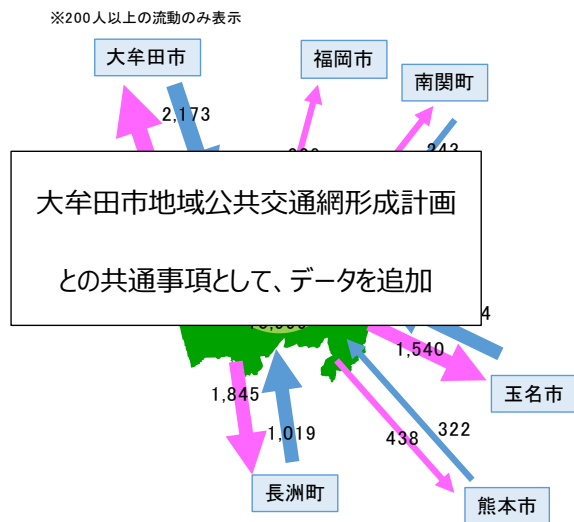 ※200人以上の流動のみ表示
大牟田市
福岡市
南関町
2,173
243
大牟田市地域公共交通網形成計画
との共通事項として、データを追加
1,540
玉名市
1,845
1,019
438
322
長洲町
熊本市